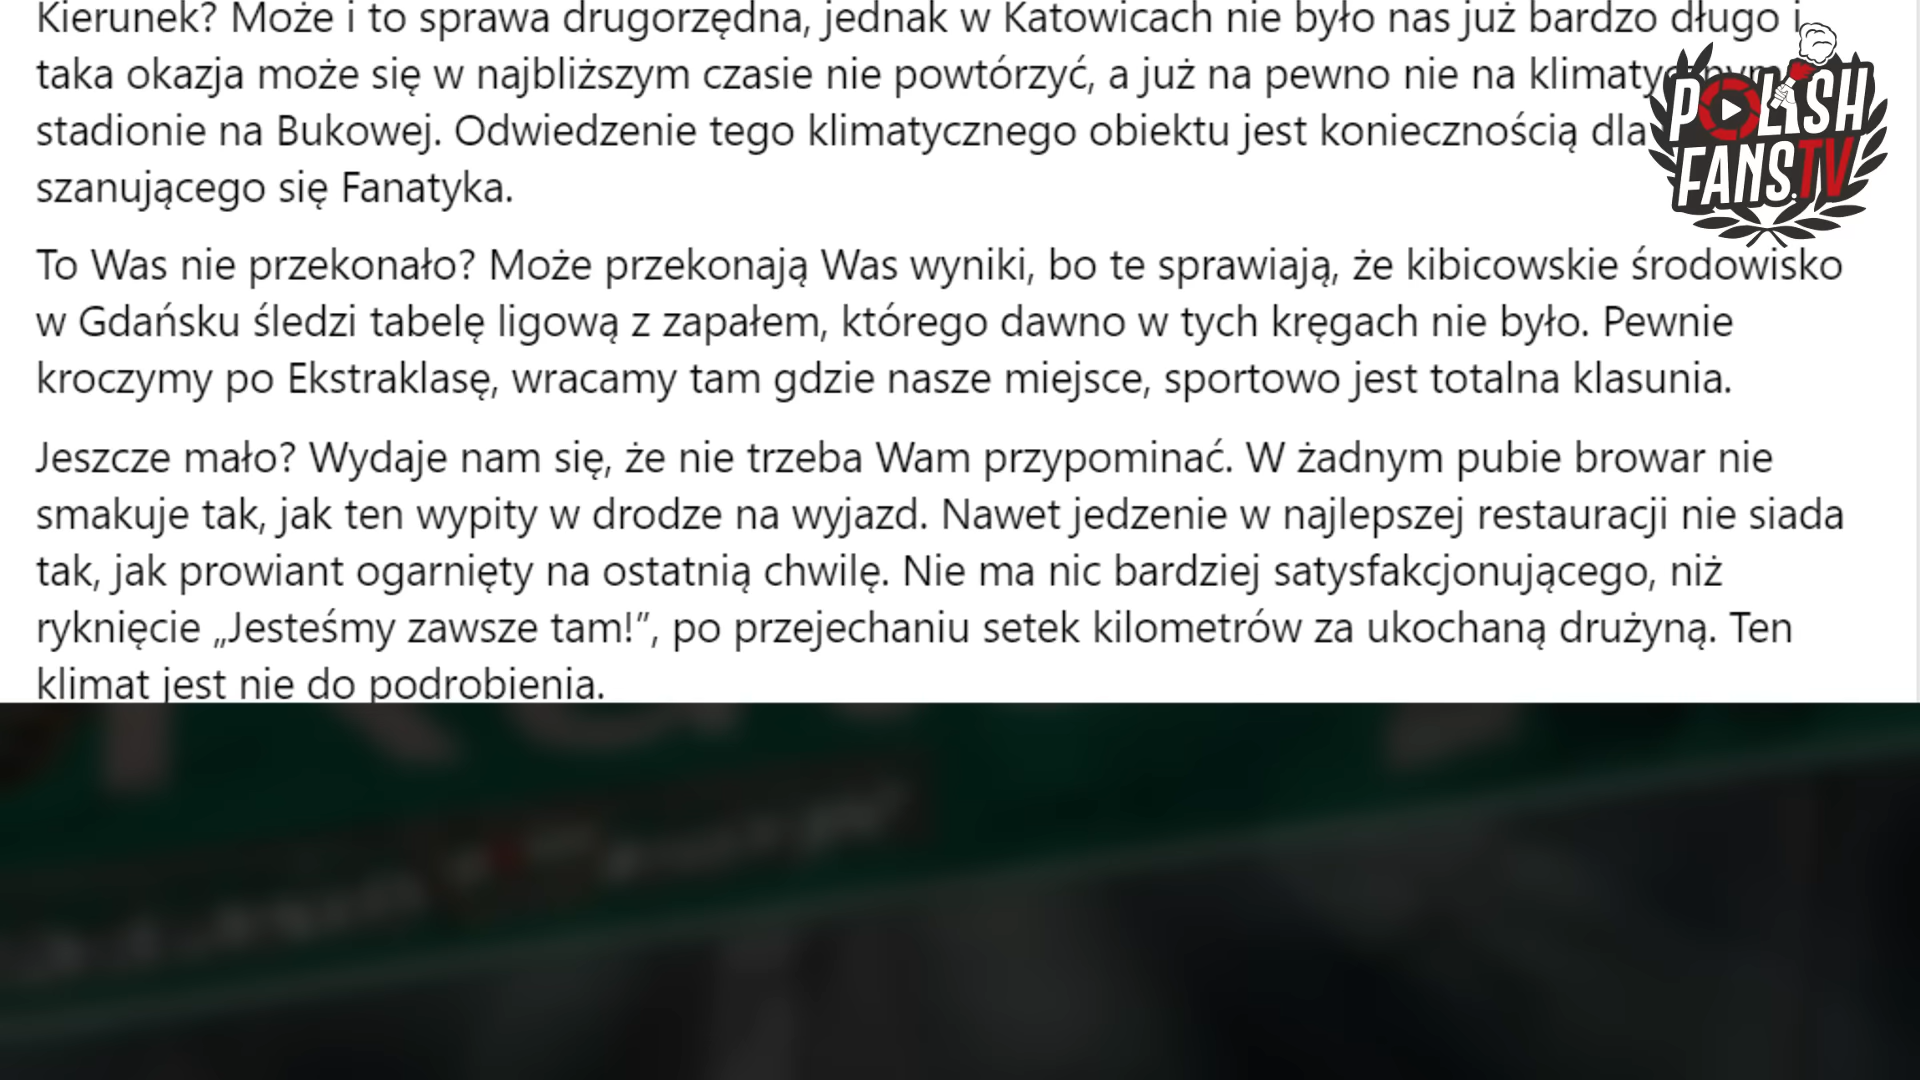 Kierunek? Może i to sprawa drugorzędna, jednak w Katowicach nie było nas już bardzo długo i
taka okazja może się w najbliższym czasie nie powtórzyć, a już na pewno nie na
stadionie na Bukowej. Odwiedzenie tego klimatycznego obiektu jest koniecznością dla
szanującego się Fanatyka.
POLISH
FANS.TV
To Was nie przekonało? Może przekonają Was wyniki, bo te sprawiają, że kibicowskie środowisko
w Gdańsku śledzi tabelę ligową z zapałem, którego dawno w tych kręgach nie było. Pewnie
kroczymy po Ekstraklasę, wracamy tam gdzie nasze miejsce, sportowo jest totalna klasunia.
Jeszcze mało? Wydaje nam się, że nie trzeba Wam przypominać. W żadnym pubie browar nie
smakuje tak, jak ten wypity w drodze na wyjazd. Nawet jedzenie w najlepszej restauracji nie siada
tak, jak prowiant ogarnięty na ostatnią chwilę. Nie ma nic bardziej satysfakcjonującego, niż
ryknięcie „Jesteśmy zawsze tam!”, po przejechaniu setek kilometrów za ukochaną drużyną. Ten
klimat jest nie do podrobienia.